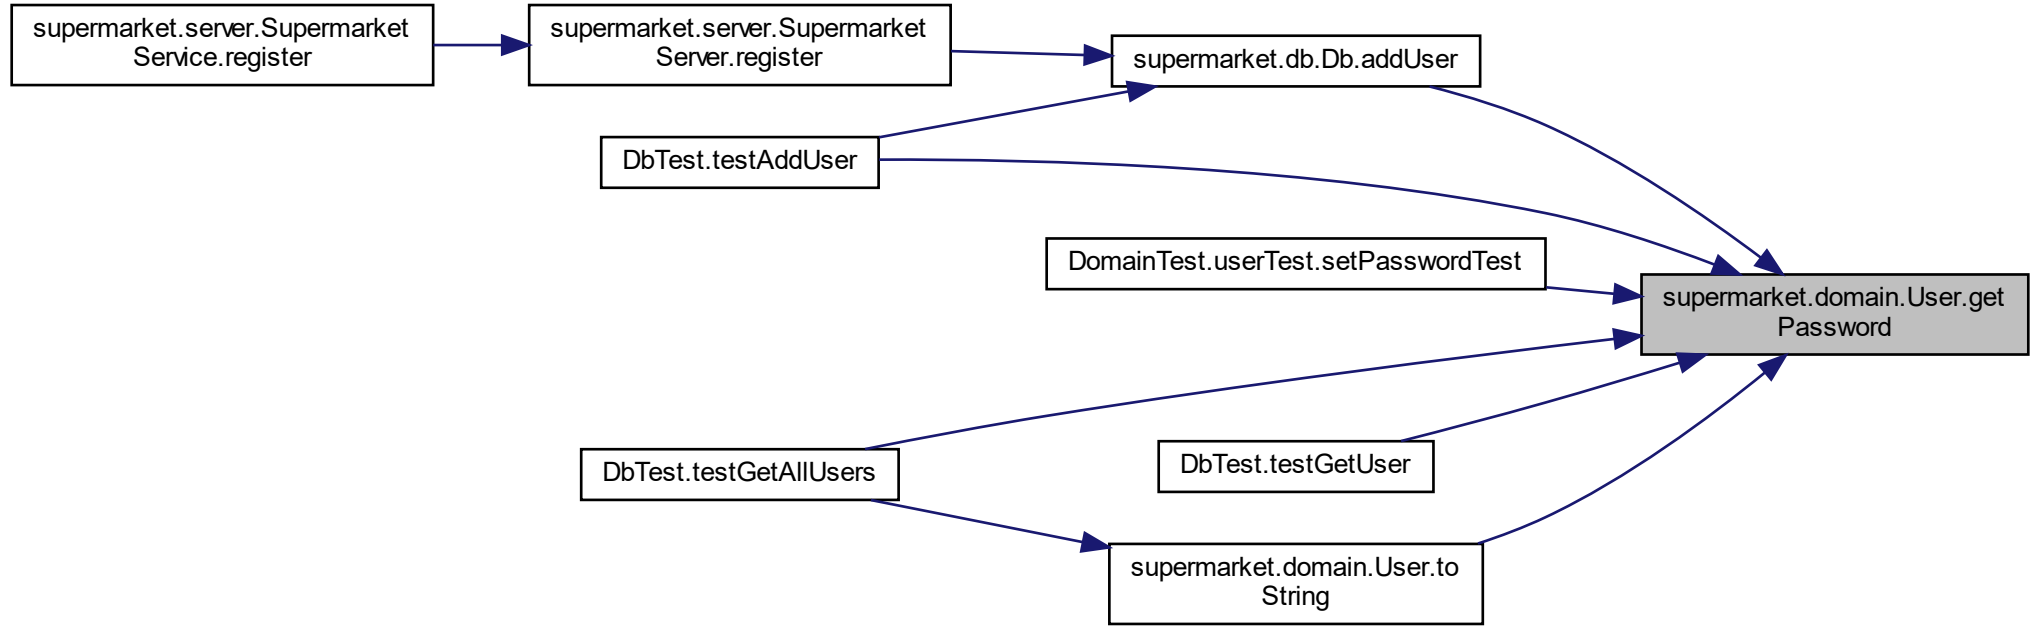 supermarket.server.Supermarket
Service.register
supermarket.server.Supermarket
Server.register
supermarket.db.Db.addUser
DbTest.testAddUser
DomainTest.userTest.setPasswordTest
supermarket.domain.User.get
Password
DbTest.testGetAllUsers
DbTest.testGetUser
supermarket.domain.User.to
String